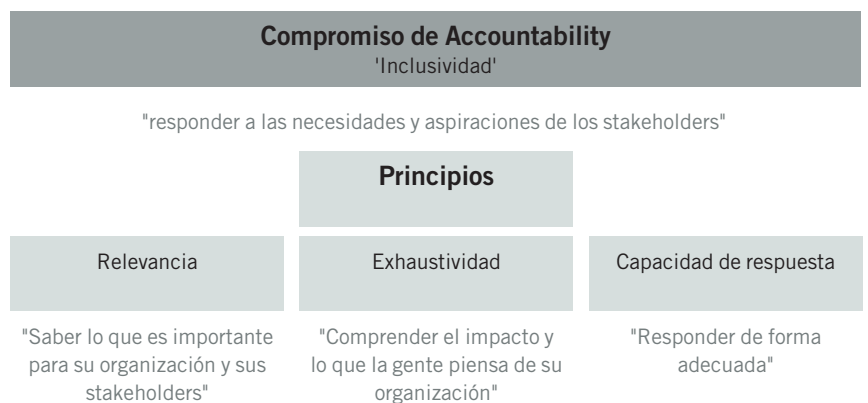 Compromiso de Accountability
'Inclusividad'
"responder a las necesidades y aspiraciones de los stakeholders"
Principios
Relevancia
Exhaustividad
Capacidad de respuesta
"Saber lo que es importante
para su organización y sus
stakeholders"
"Comprender el impacto y
lo que la gente piensa de su
organización"
"Responder de forma
adecuada"